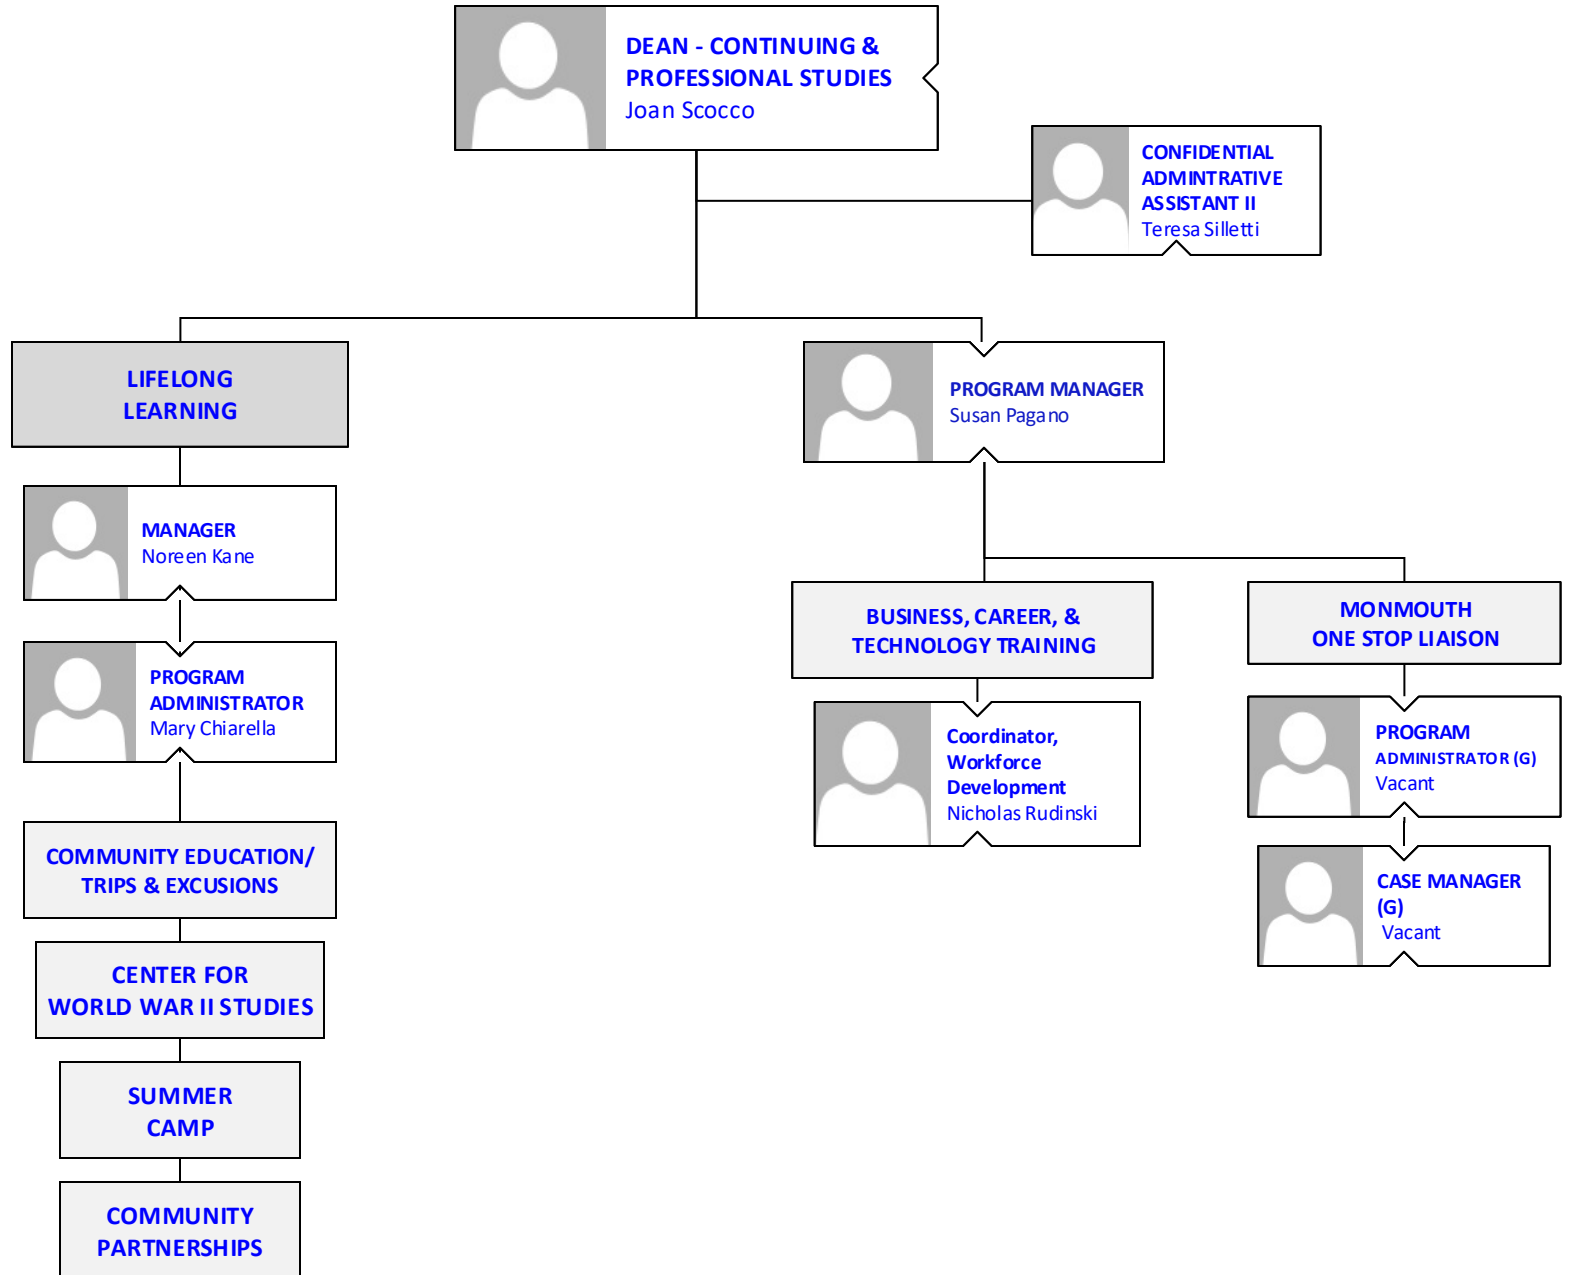 DEAN - CONTINUING &
PROFESSIONAL STUDIES
Joan Scocco
CONFIDENTIAL
ADMINTRATIVE
ASSISTANT II
Teresa Silletti
LIFELONG
LEARNING
MANAGER
Noreen Kane
PROGRAM
ADMINISTRATOR
Mary Chiarella
COMMUNITY EDUCATION/
TRIPS & EXCUSIONS
CENTER FOR
WORLD WAR II STUDIES
SUMMER
CAMP
COMMUNITY
PARTNERSHIPS
PROGRAM MANAGER
Susan Pagano
BUSINESS, CAREER, &
TECHNOLOGY TRAINING
Coordinator,
Workforce
Development
Nicholas Rudinski
MONMOUTH
ONE STOP LIAISON
PROGRAM
ADMINISTRATOR (G)
Vacant
CASE MANAGER
(G)
Vacant